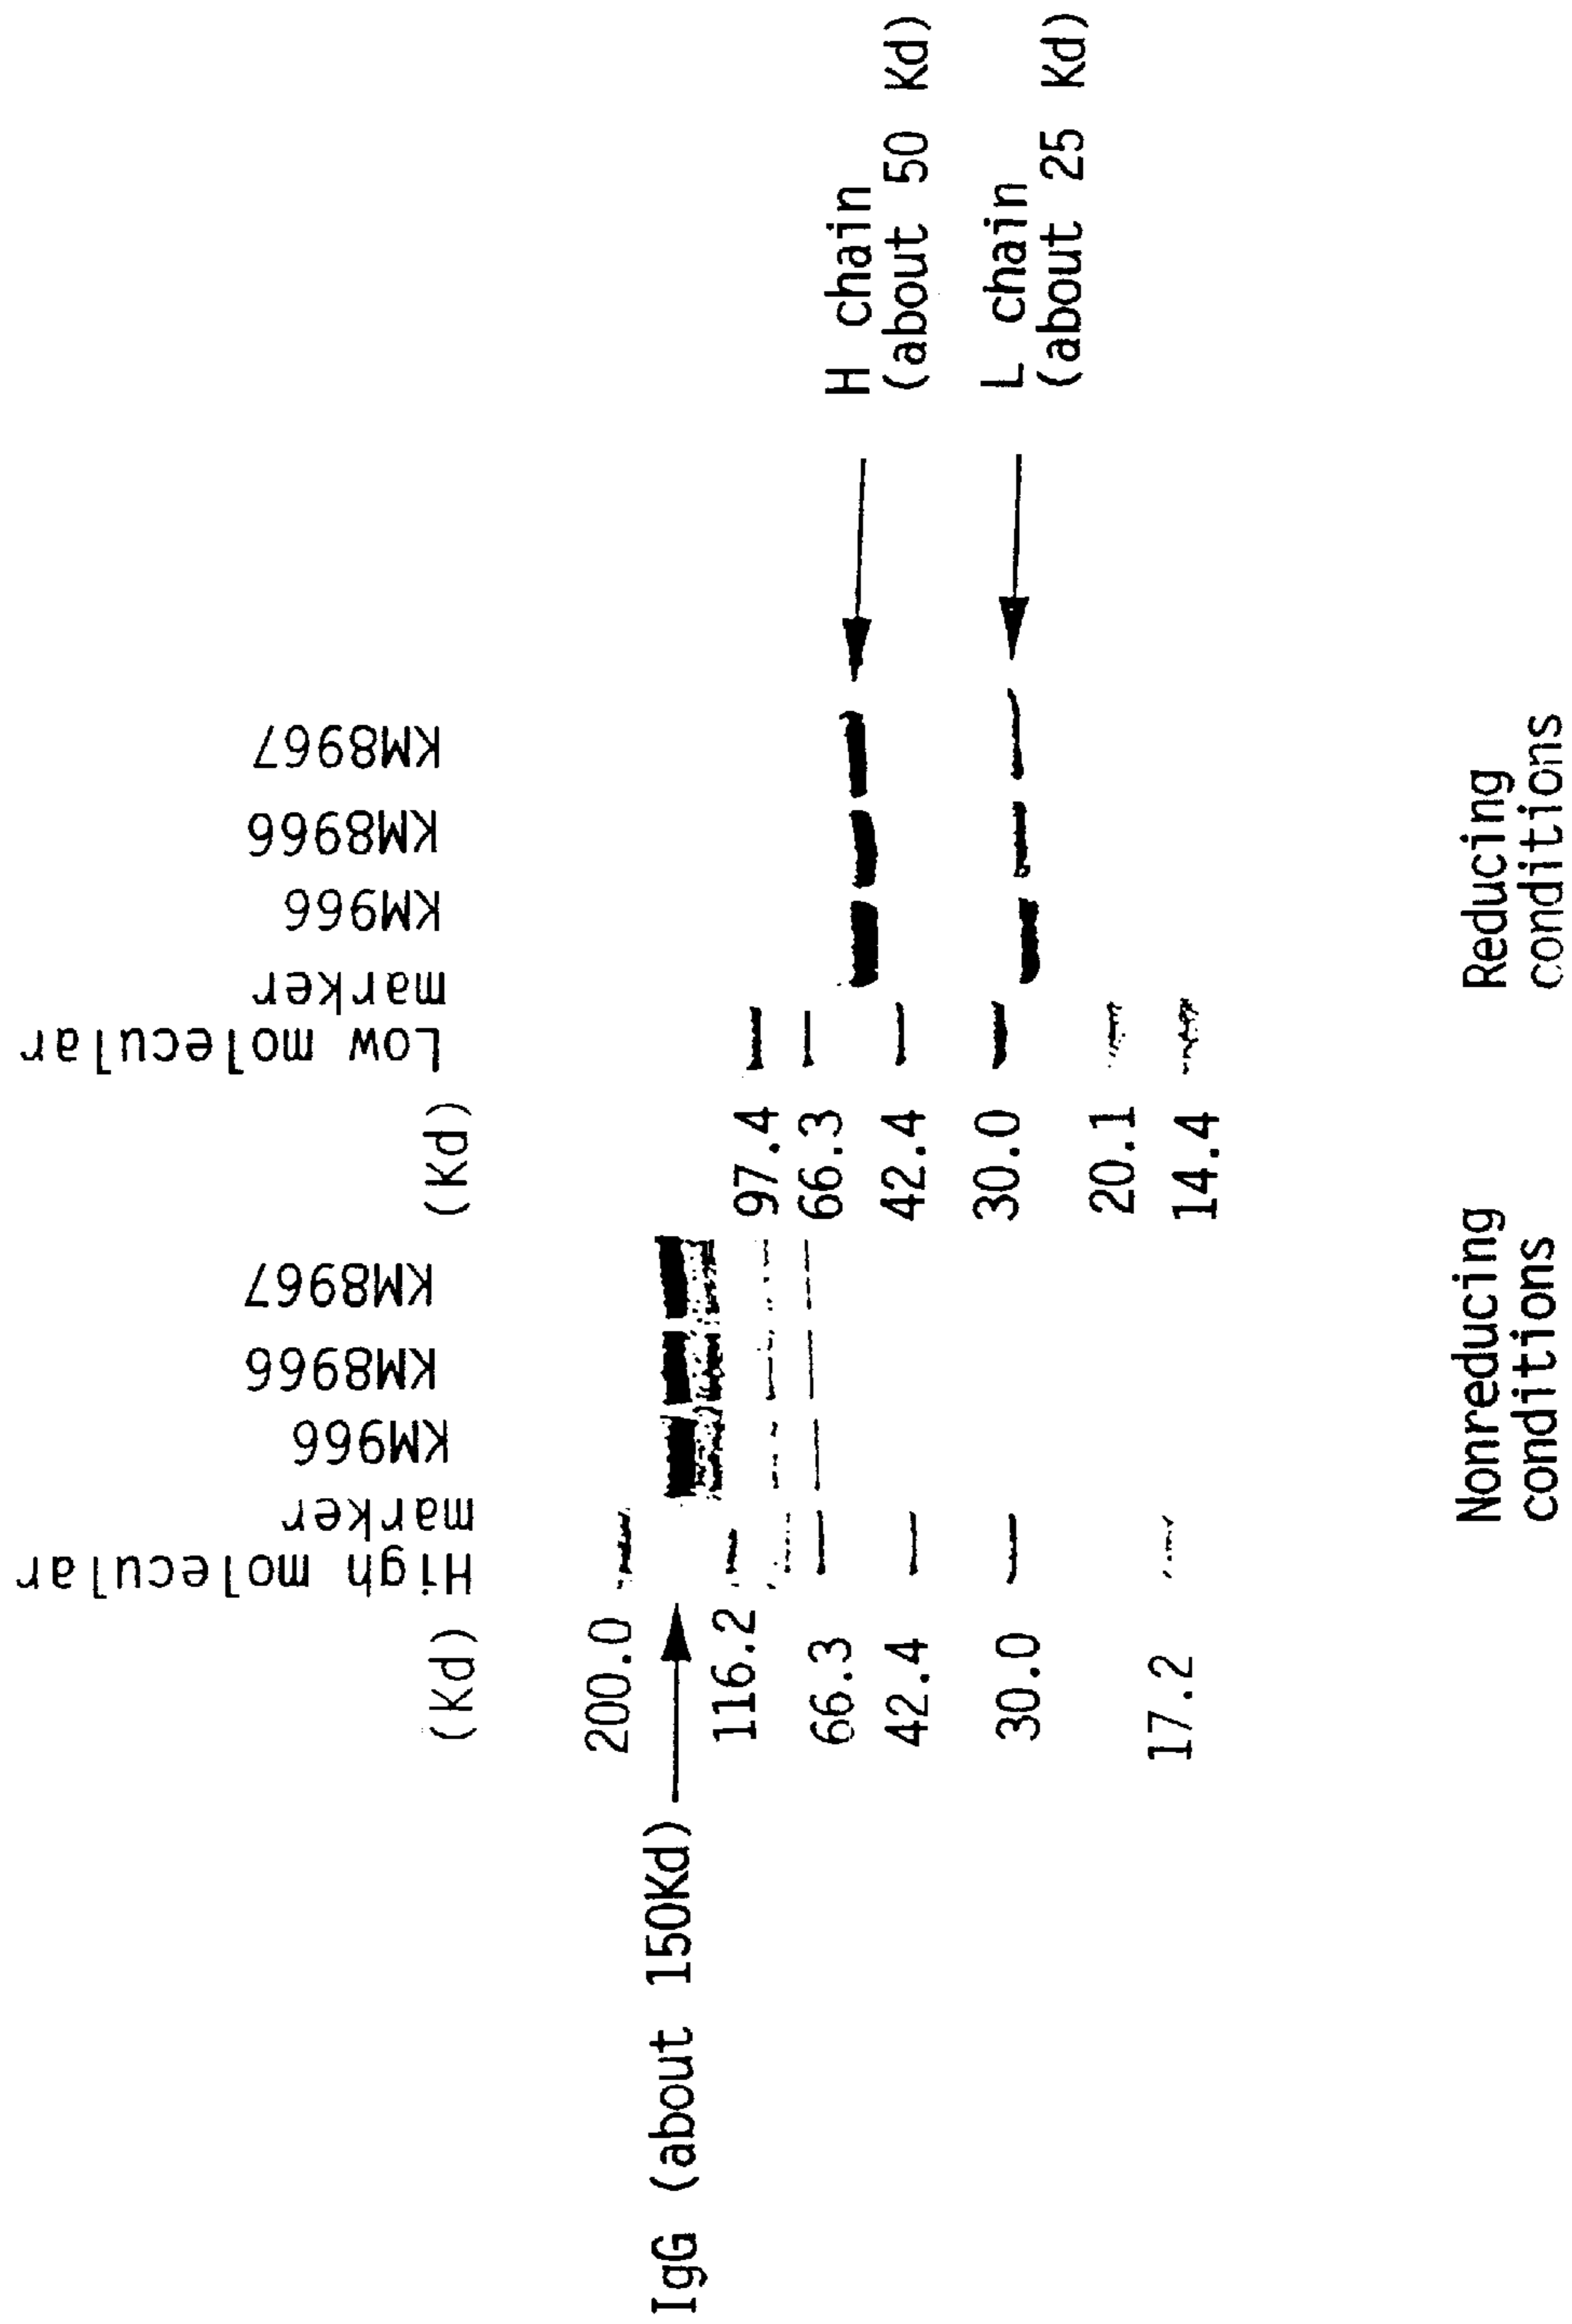 High molecular
marker
KM966
KM8966
KM8967
(Kd)
200.0
IgG (about 150Kd)
116.2
66.3
42.4
30.0
17.2
Nonreducing
conditions
Low molecular
marker
KM966
KM8966
KM8967
(Kd)
97.4
66.3
42.4
30.0
20.1
14.4
H chain
(about 50 Kd)
L chain
(about 25 Kd)
Reducing
conditions